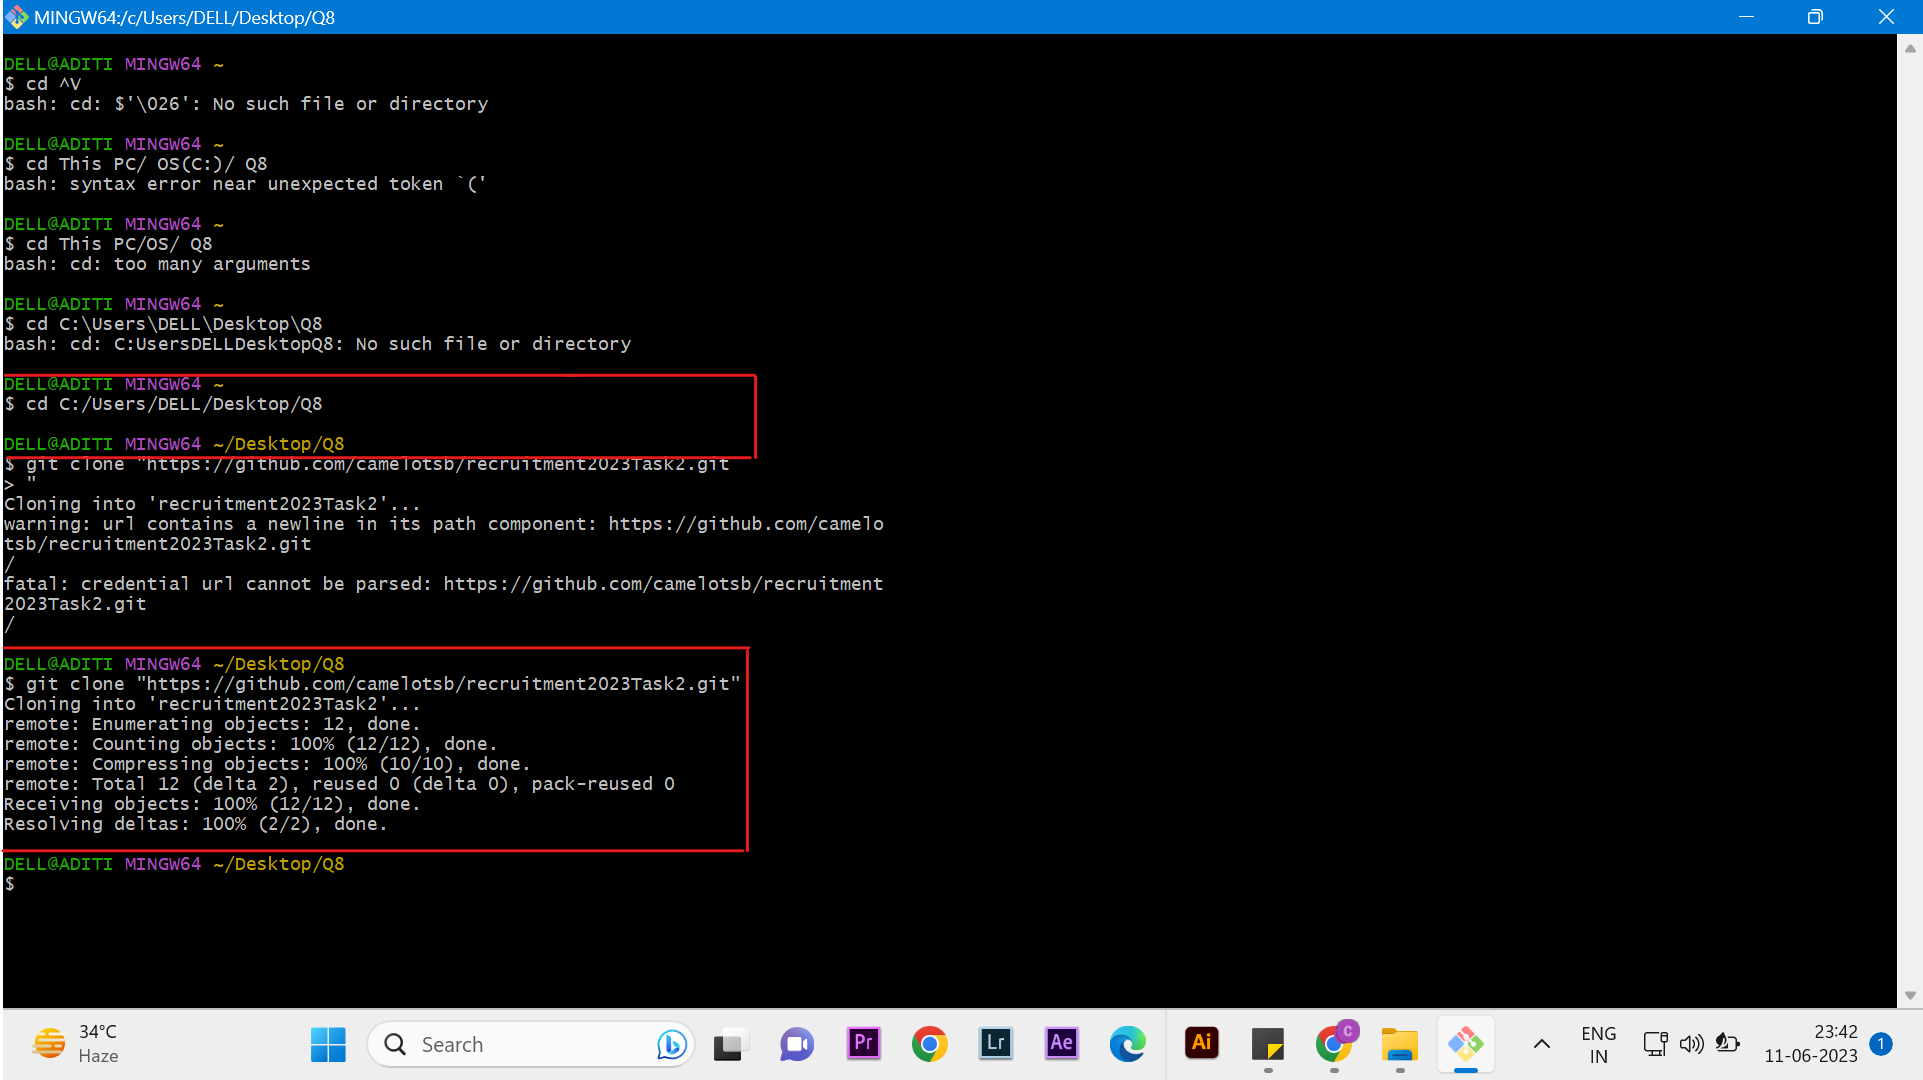 MINGW64:/c/Users/DELL/Desktop/Q8
DELL@ADITI MINGW64 ~
$ cd ^V
bash: cd: $'\026': No such file or directory
DELL@ADITI MINGW64 ~
$ cd This PC/ OS(C:)/ Q8
bash: syntax error near unexpected token `('
DELL@ADITI MINGW64 ~
$ cd This PC/OS/ Q8
bash: cd: too many arguments
DELL@ADITI MINGW64 ~
$ cd C:\Users\DELL\Desktop\Q8
bash: cd: C:UsersDELLDesktopQ8: No such file or directory
DELL@ADITI MINGW64 ~
$ cd C:/Users/DELL/Desktop/Q8
DELL@ADITI MINGW64 ~/Desktop/Q8
$ git clone "https://github.com/camelotsb/recruitment2023Task2.git
> "
Cloning into 'recruitment2023Task2'...
warning: url contains a newline in its path component: https://github.com/camelo
tsb/recruitment2023Task2.git
/
fatal: credential url cannot be parsed: https://github.com/camelotsb/recruitment
2023Task2.git
/
DELL@ADITI MINGW64 ~/Desktop/Q8
$ git clone "https://github.com/camelotsb/recruitment2023Task2.git"
Cloning into 'recruitment2023Task2'...
remote: Enumerating objects: 12, done.
remote: Counting objects: 100% (12/12), done.
remote: Compressing objects: 100% (10/10), done.
remote: Total 12 (delta 2), reused 0 (delta 0), pack-reused 0
Receiving objects: 100% (12/12), done.
Resolving deltas: 100% (2/2), done.
DELL@ADITI MINGW64 ~/Desktop/Q8
$
34°C
Haze
Search
Pr
Lr
Ae
Ai
C
ENG
IN
23:42
11-06-2023
1